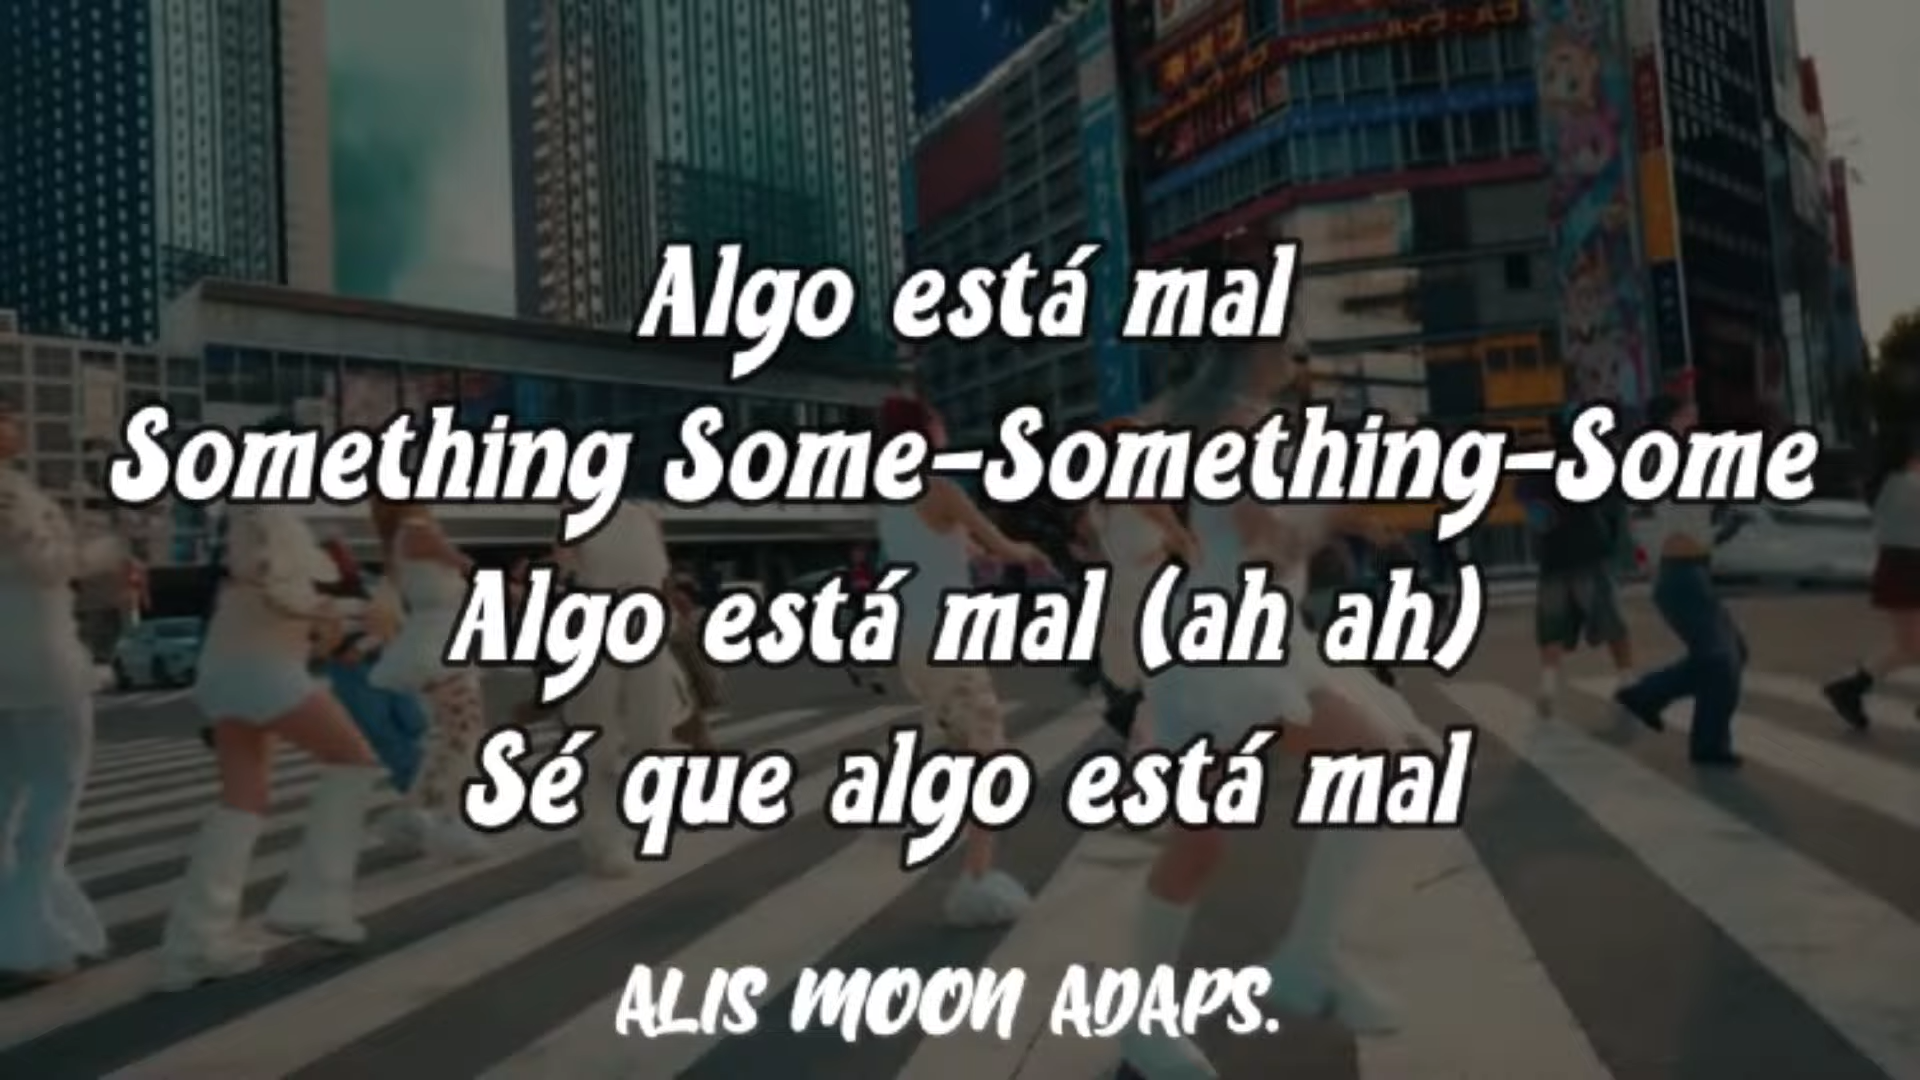 Algo está mal
Something Some-Something-Some
Algo está mal (ah ah)
Sé que algo está mal
ALIS MOON ADAPS.